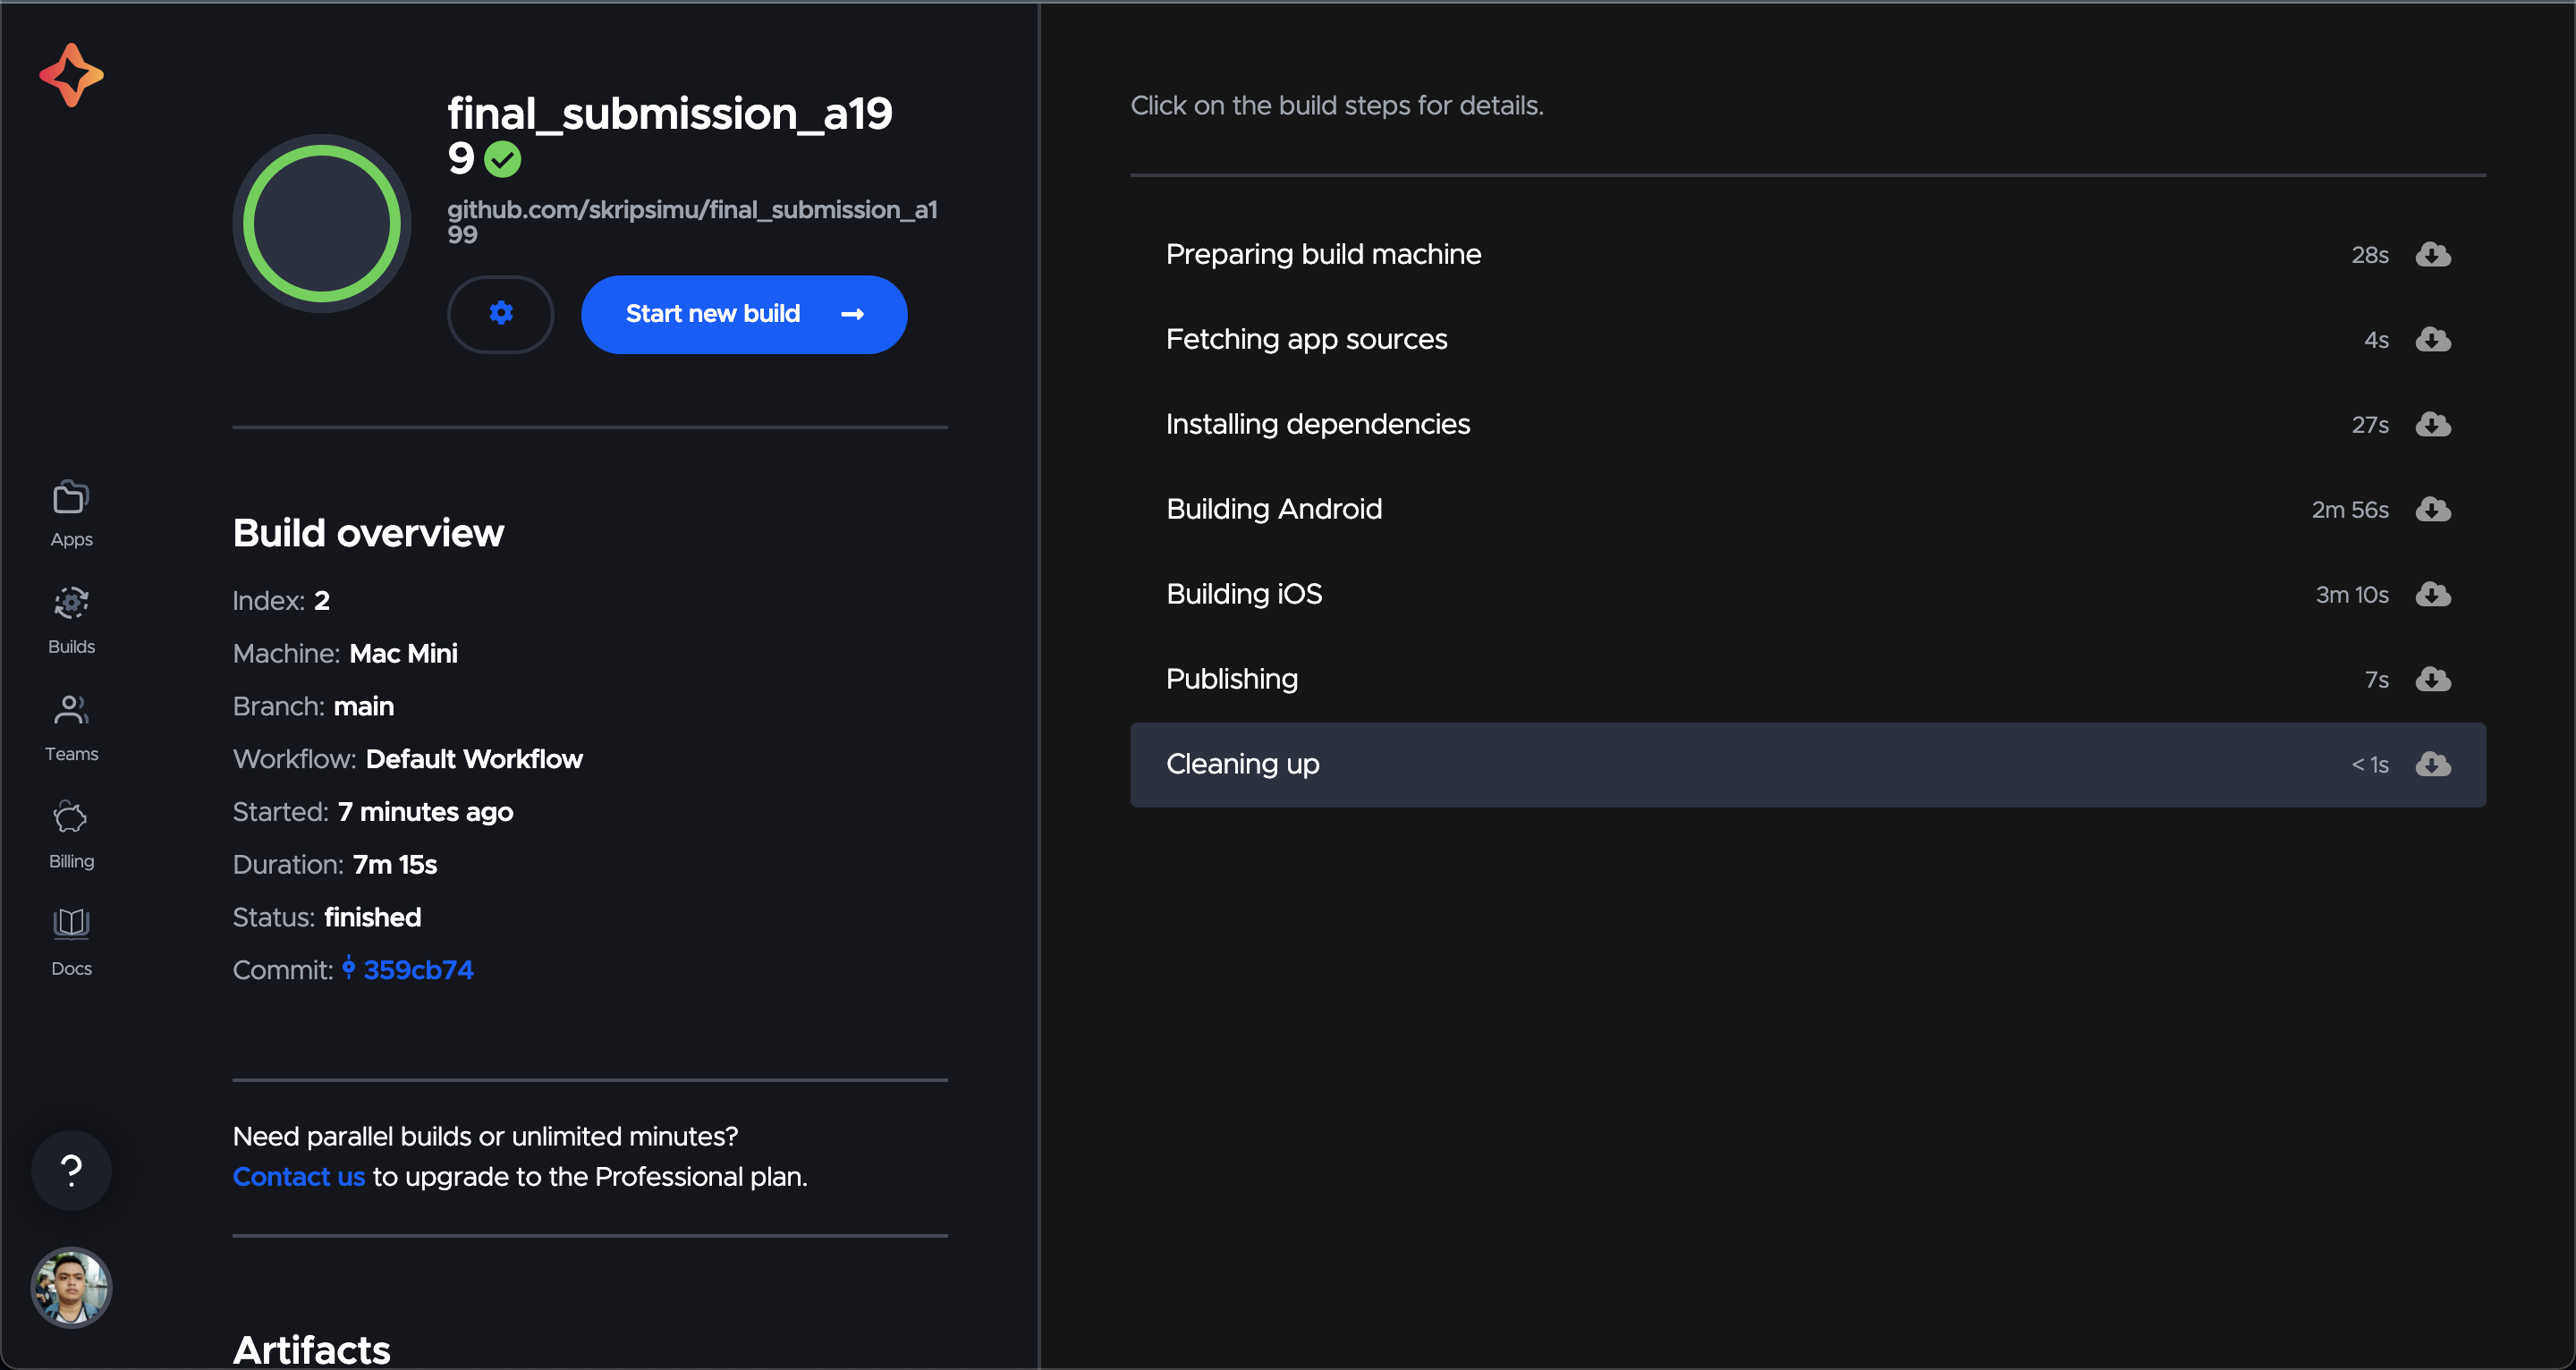 final_submission_a19
9
github.com/skripsimu/final_submission_a1
99
Start new build
Apps
Builds
Teams
Billing
Docs
Build overview
Index: 2
Machine: Mac Mini
Branch: main
Workflow: Default Workflow
Started: 7 minutes ago
Duration: 7m 15s
Status: finished
Commit: 359cb74
Need parallel builds or unlimited minutes?
Contact us to upgrade to the Professional plan.
?
Artifacts
Click on the build steps for details.
Preparing build machine 28s
Fetching app sources 4s
Installing dependencies 27s
Building Android 2m 56s
Building iOS 3m 10s
Publishing 7s
Cleaning up < 1s